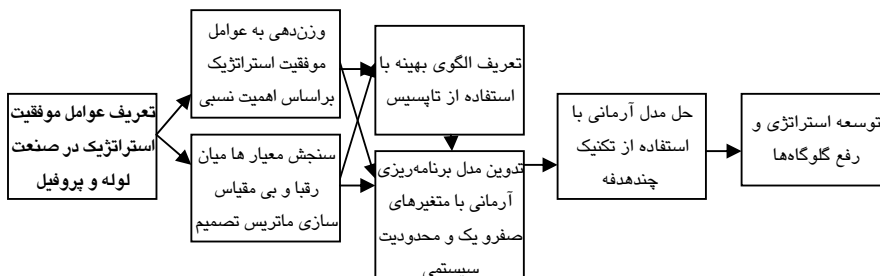 تعریف عوامل موفقیت
استراتژیک در صنعت
لوله و پروفیل
وزن‌دهی به عوامل
موفقیت استراتژیک
براساس اهمیت نسبی
سنجش معیار ها میان
رقبا و بی مقیاس
سازی ماتریس تصمیم
تعریف الگوی بهینه با
استفاده از تاپسیس
تدوین مدل برنامه‌ریزی
آرمانی با متغیرهای
صفرو یک و محدودیت
سیستمی
حل مدل آرمانی با
استفاده از تکنیک
چندهدفه
توسعه استراتژی و
رفع گلوگاه‌ها